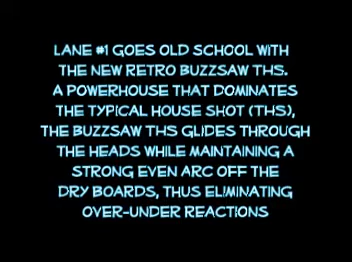 LANE #1 GOES OLD SCHOOL WITH
THE NEW RETRO BUZZSAW THS.
A POWERHOUSE THAT DOMINATES
THE TYPICAL HOUSE SHOT (THS),
THE BUZZSAW THS GLIDES THROUGH
THE HEADS WHILE MAINTAINING A
STRONG EVEN ARC OFF THE
DRY BOARDS, THUS ELIMINATING
OVER-UNDER REACTIONS